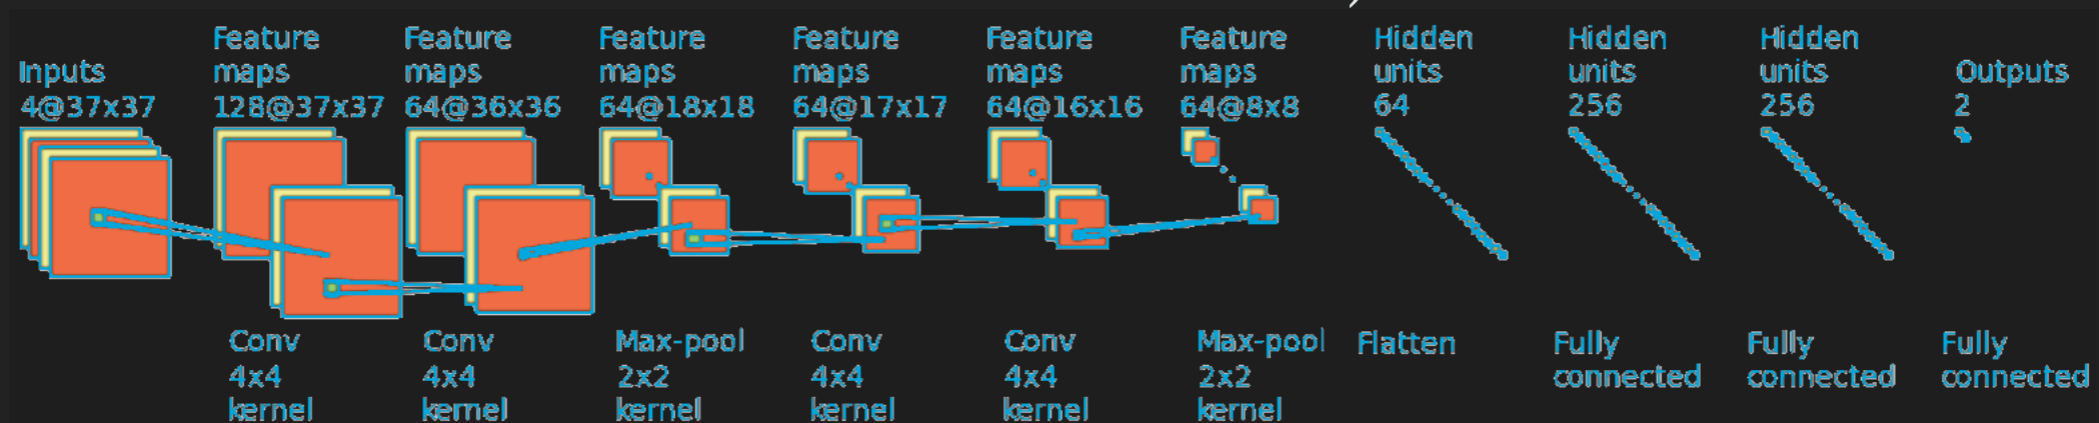 Inputs
4@37x37
Feature
maps
128@37x37
Feature
maps
64@36x36
Feature
maps
64@18x18
Feature
maps
64@17x17
Feature
maps
64@16x16
Feature
maps
64@8x8
Hidden
units
64
Hidden
units
256
Hidden
units
256
Outputs
2
Conv
4x4
kernel
Conv
4x4
kernel
Max-pool
2x2
kernel
Conv
4x4
kernel
Conv
4x4
kernel
Max-pool
2x2
kernel
Flatten
Fully
connected
Fully
connected
Fully
connected